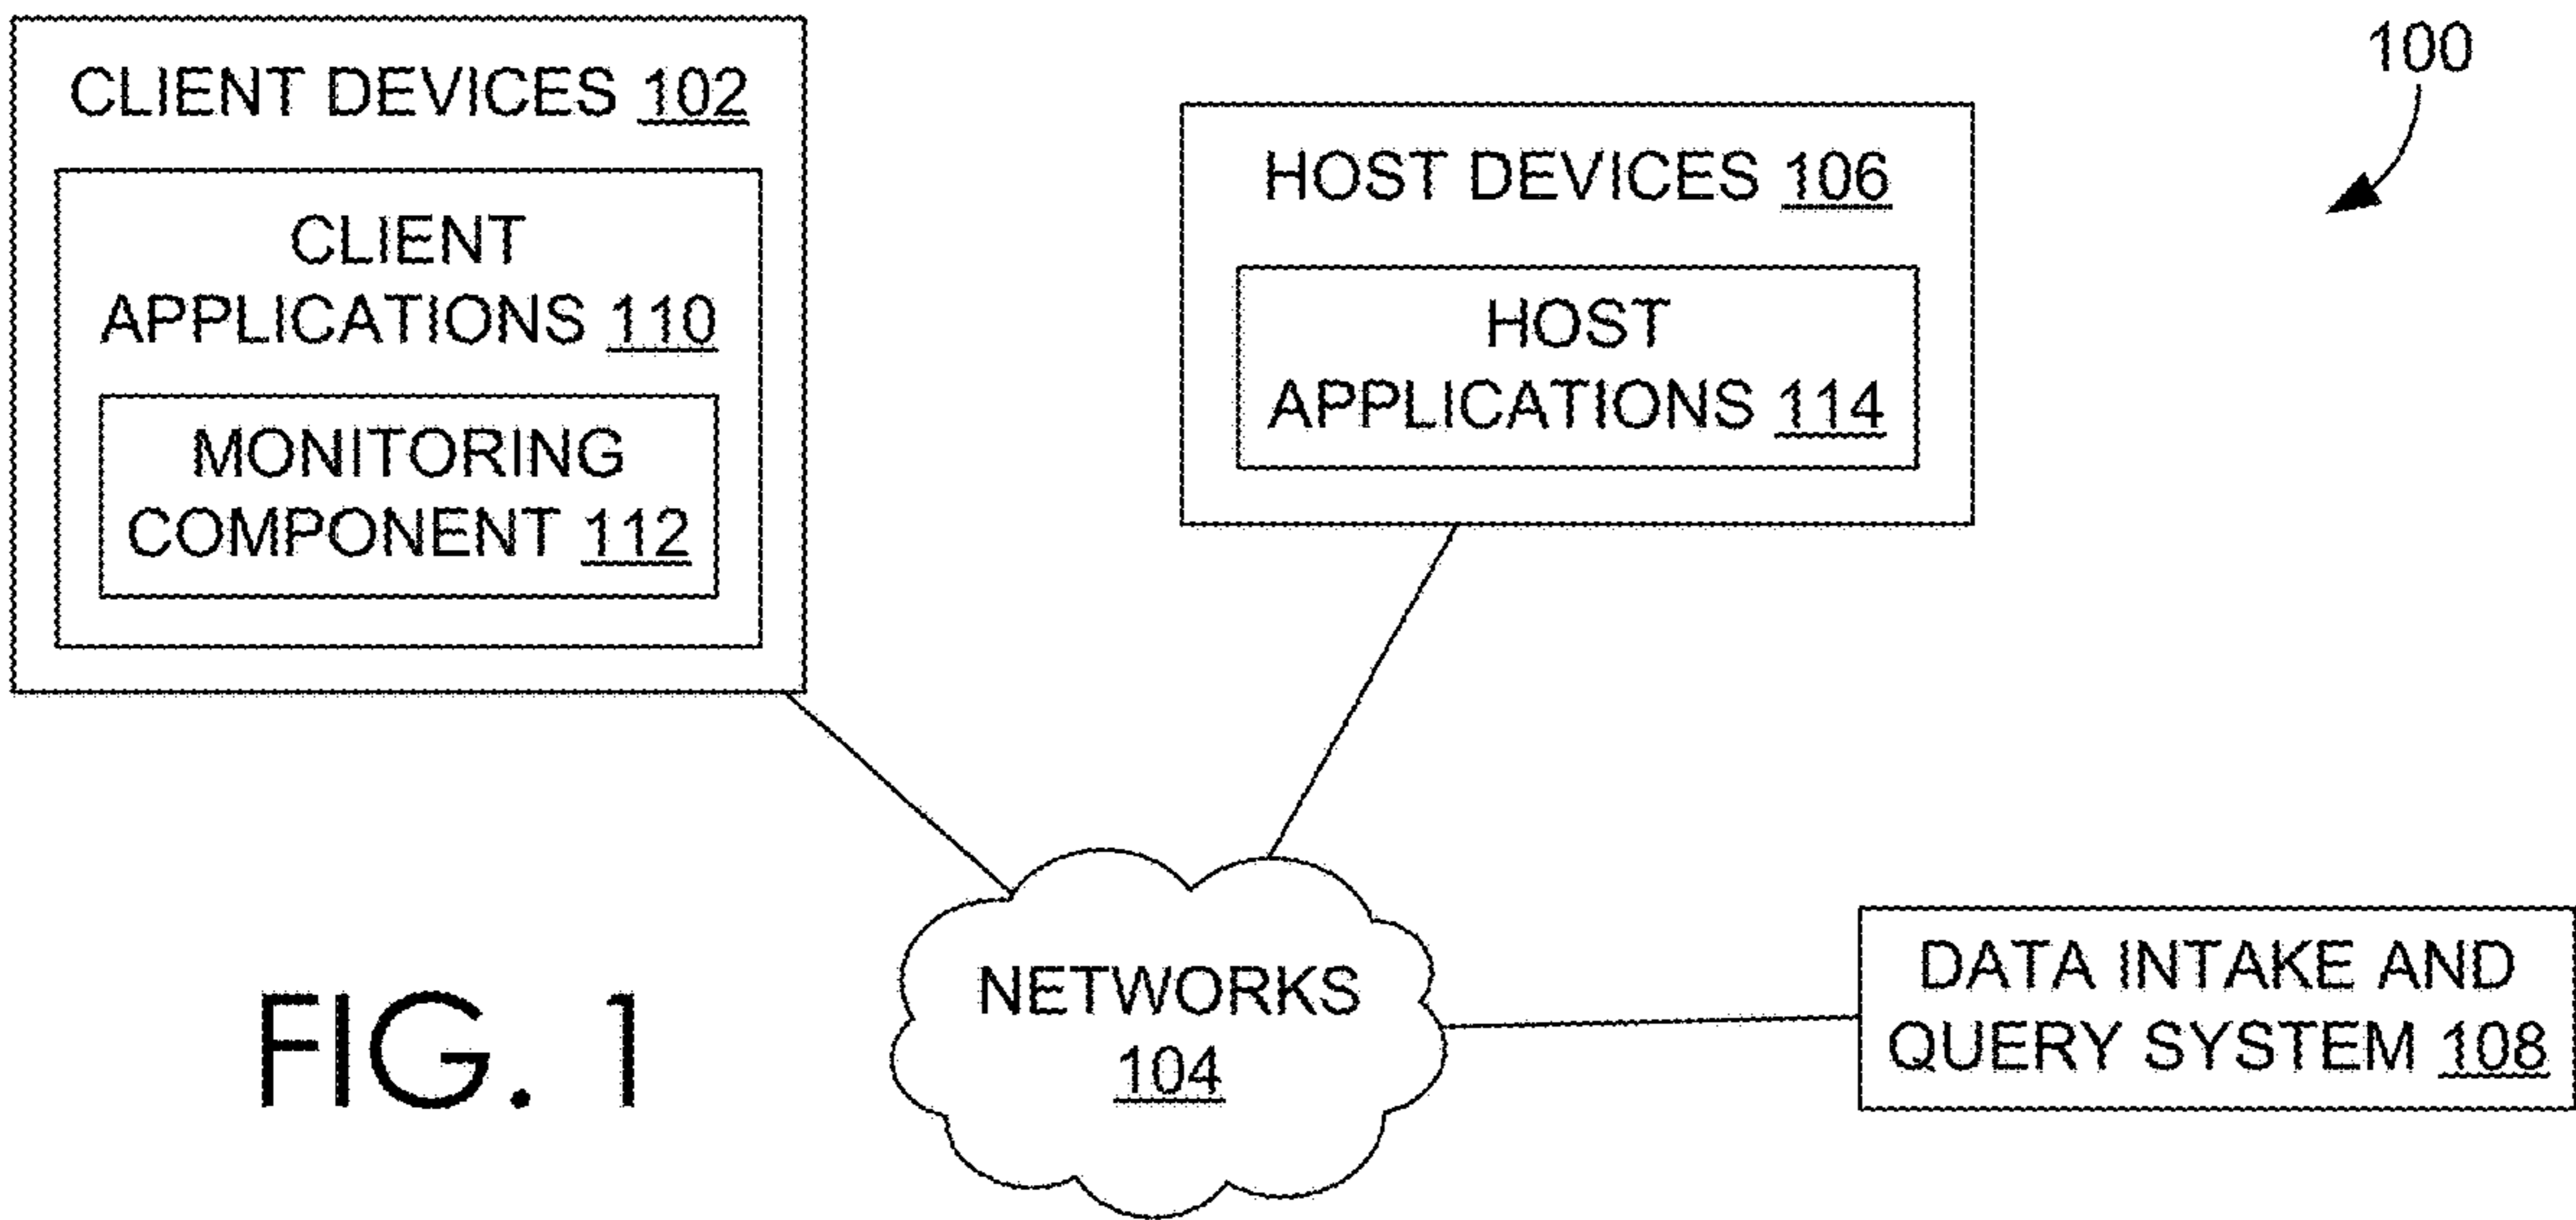 100
CLIENT DEVICES 102
CLIENT
APPLICATIONS 110
MONITORING
COMPONENT 112
HOST DEVICES 106
HOST
APPLICATIONS 114
NETWORKS
104
DATA INTAKE AND
QUERY SYSTEM 108
FIG. 1